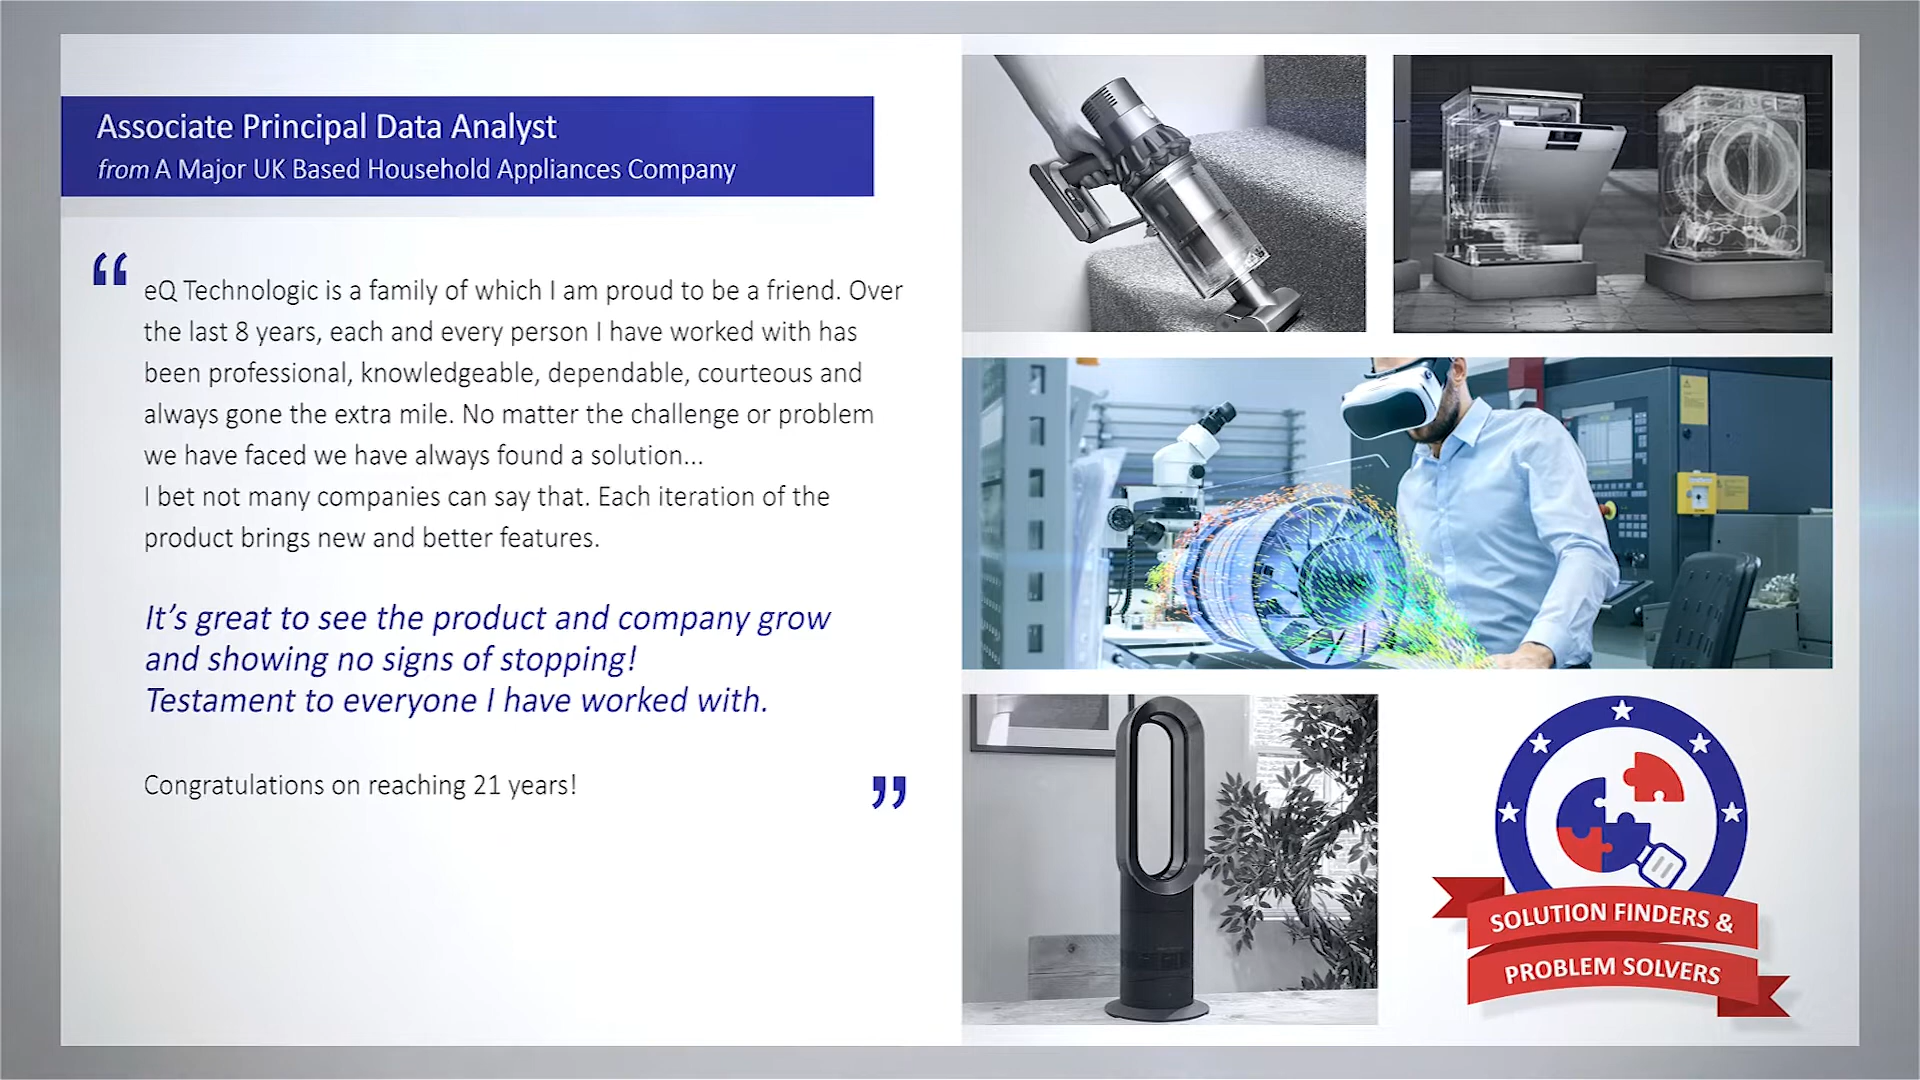 Associate Principal Data Analyst
from A Major UK Based Household Appliances Company
“
eQ Technologic is a family of which I am proud to be a friend. Over
the last 8 years, each and every person I have worked with has
been professional, knowledgeable, dependable, courteous and
always gone the extra mile. No matter the challenge or problem
we have faced we have always found a solution...
I bet not many companies can say that. Each iteration of the
product brings new and better features.
It’s great to see the product and company grow
and showing no signs of stopping!
Testament to everyone I have worked with.
Congratulations on reaching 21 years!
”
SOLUTION FINDERS &
PROBLEM SOLVERS